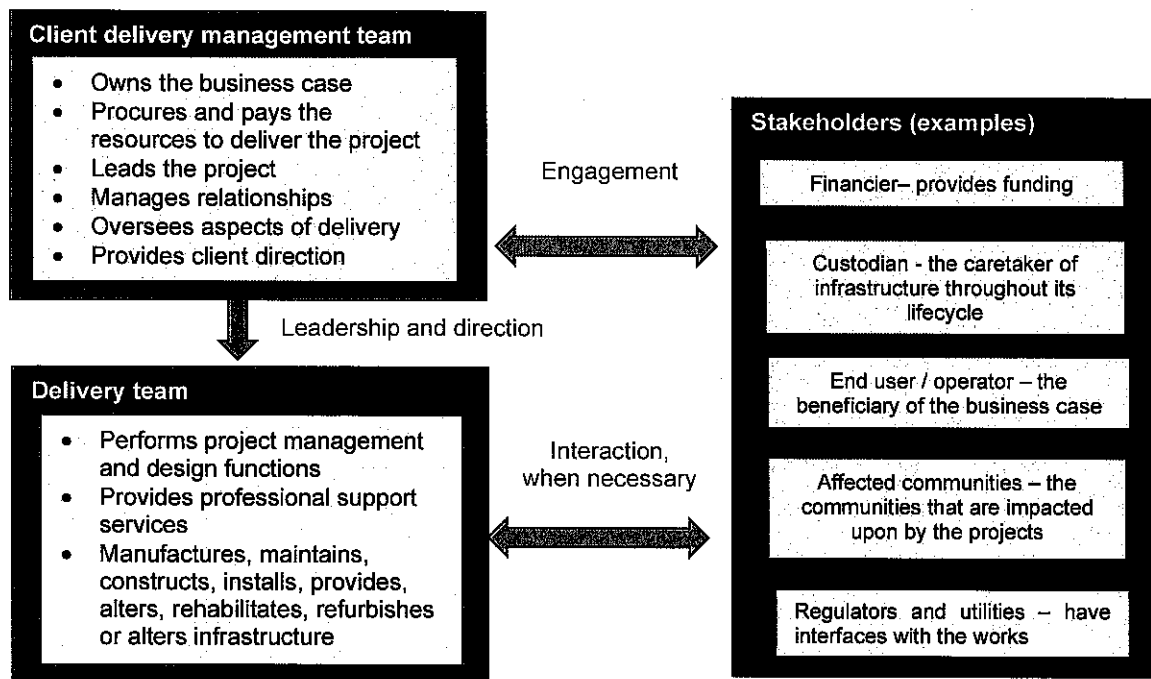 Client delivery management team
• Owns the business case
• Procures and pays the
resources to deliver the project
• Leads the project
• Manages relationships
• Oversees aspects of delivery
• Provides client direction
Engagement
Leadership and direction
Delivery team
• Performs project management
and design functions
• Provides professional support
services
• Manufactures, maintains,
constructs, installs, provides,
alters, rehabilitates, refurbishes
or alters infrastructure
Interaction,
when necessary
Stakeholders (examples)
Financier– provides funding
Custodian - the caretaker of
infrastructure throughout its
lifecycle
End user / operator – the
beneficiary of the business case
Affected communities – the
communities that are impacted
upon by the projects
Regulators and utilities – have
interfaces with the works